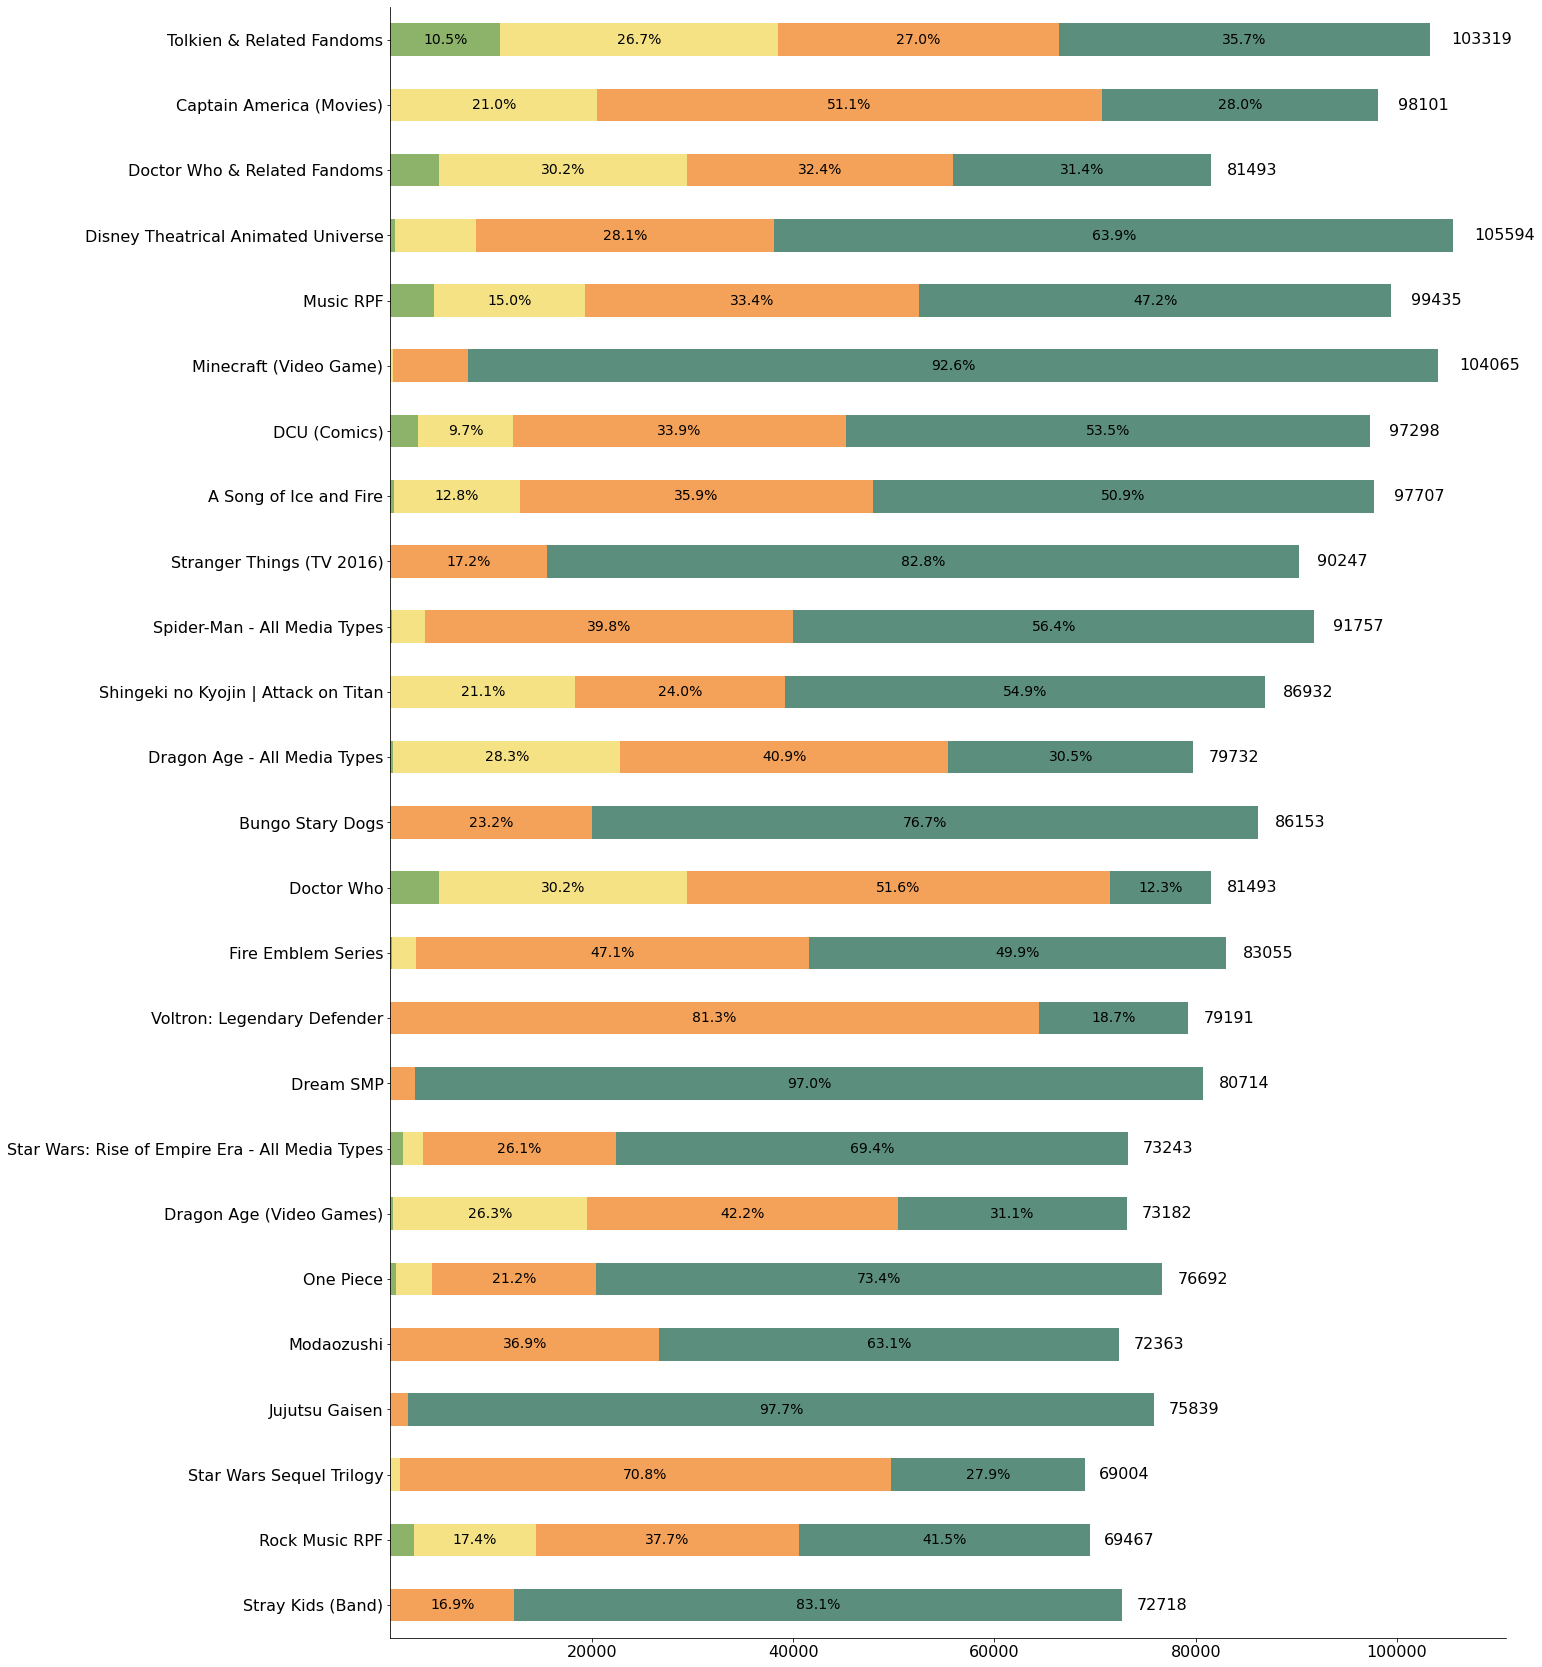 Tolkien & Related Fandoms 10.5% 26.7% 27.0% 35.7% 103319
Captain America (Movies) 21.0% 51.1% 28.0% 98101
Doctor Who & Related Fandoms 30.2% 32.4% 31.4% 81493
Disney Theatrical Animated Universe 28.1% 63.9% 105594
Music RPF 15.0% 33.4% 47.2% 99435
Minecraft (Video Game) 92.6% 104065
DCU (Comics) 9.7% 33.9% 53.5% 97298
A Song of Ice and Fire 12.8% 35.9% 50.9% 97707
Stranger Things (TV 2016) 17.2% 82.8% 90247
Spider-Man - All Media Types 39.8% 56.4% 91757
Shingeki no Kyojin | Attack on Titan 21.1% 24.0% 54.9% 86932
Dragon Age - All Media Types 28.3% 40.9% 30.5% 79732
Bungo Stary Dogs 23.2% 76.7% 86153
Doctor Who 30.2% 51.6% 12.3% 81493
Fire Emblem Series 47.1% 49.9% 83055
Voltron: Legendary Defender 81.3% 18.7% 79191
Dream SMP 97.0% 80714
Star Wars: Rise of Empire Era - All Media Types 26.1% 69.4% 73243
Dragon Age (Video Games) 26.3% 42.2% 31.1% 73182
One Piece 21.2% 73.4% 76692
Modaozushi 36.9% 63.1% 72363
Jujutsu Gaisen 97.7% 75839
Star Wars Sequel Trilogy 70.8% 27.9% 69004
Rock Music RPF 17.4% 37.7% 41.5% 69467
Stray Kids (Band) 16.9% 83.1% 72718
20000 40000 60000 80000 100000